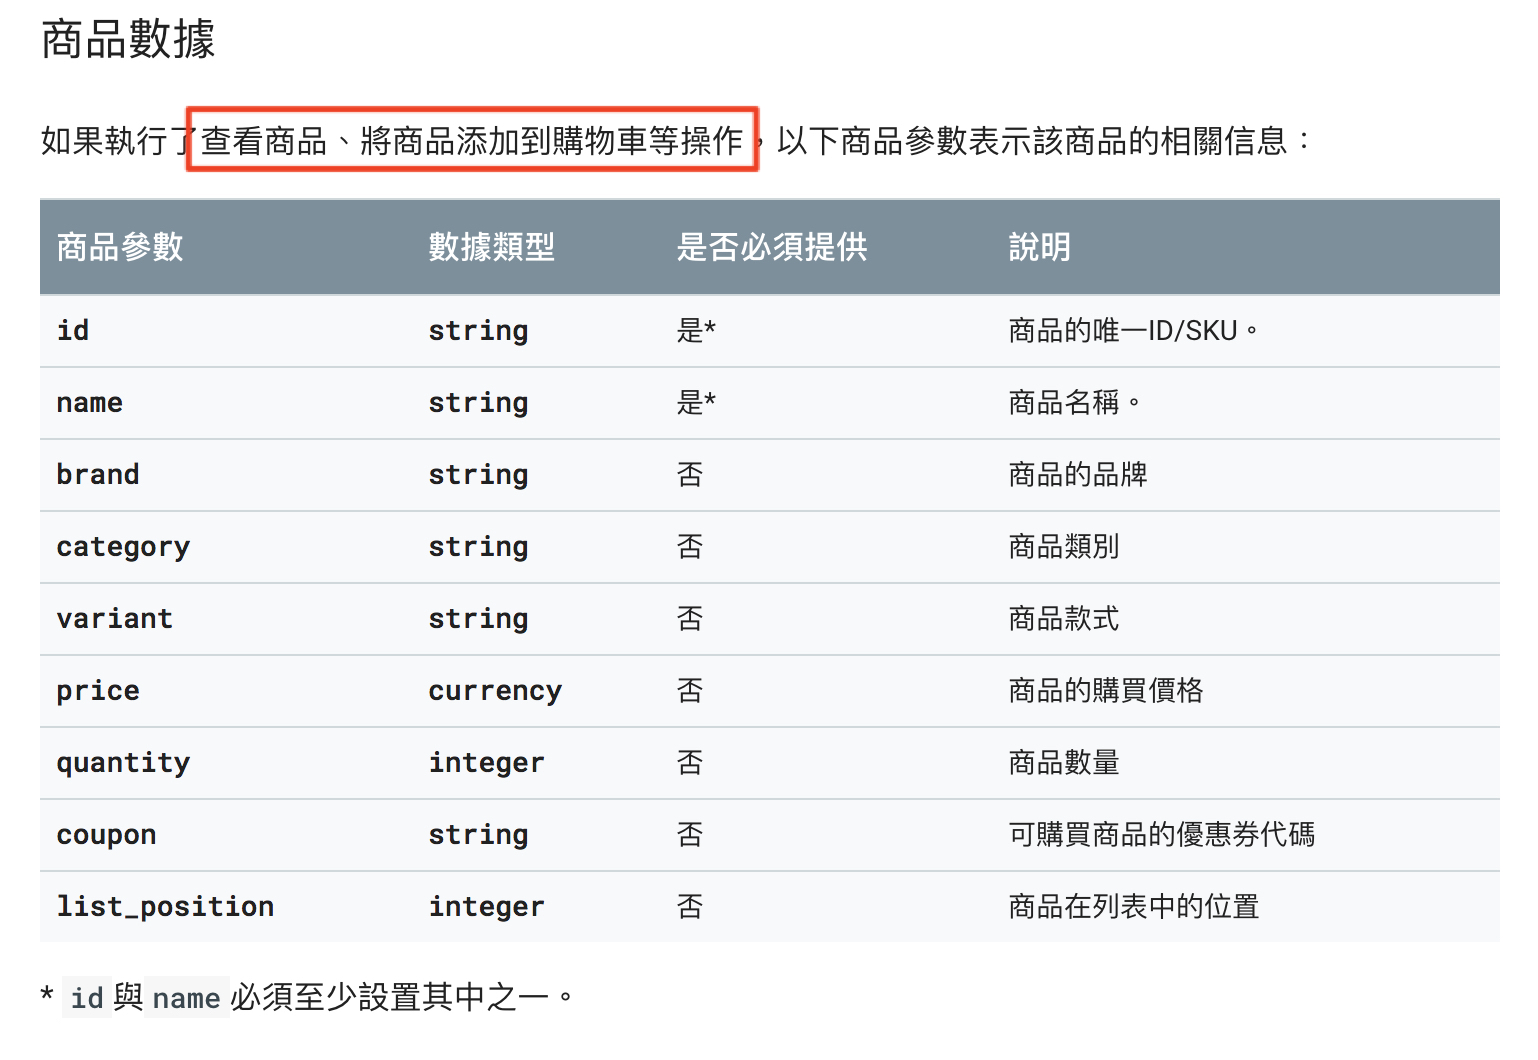 商品數據
如果執行了查看商品、將商品添加到購物車等操作，以下商品參數表示該商品的相關信息：
商品參數 數據類型 是否必須提供 說明
id string 是* 商品的唯一ID/SKU。
name string 是* 商品名稱。
brand string 否 商品的品牌
category string 否 商品類別
variant string 否 商品款式
price currency 否 商品的購買價格
quantity integer 否 商品數量
coupon string 否 可購買商品的優惠券代碼
list_position integer 否 商品在列表中的位置
* id 與 name 必須至少設置其中之一。